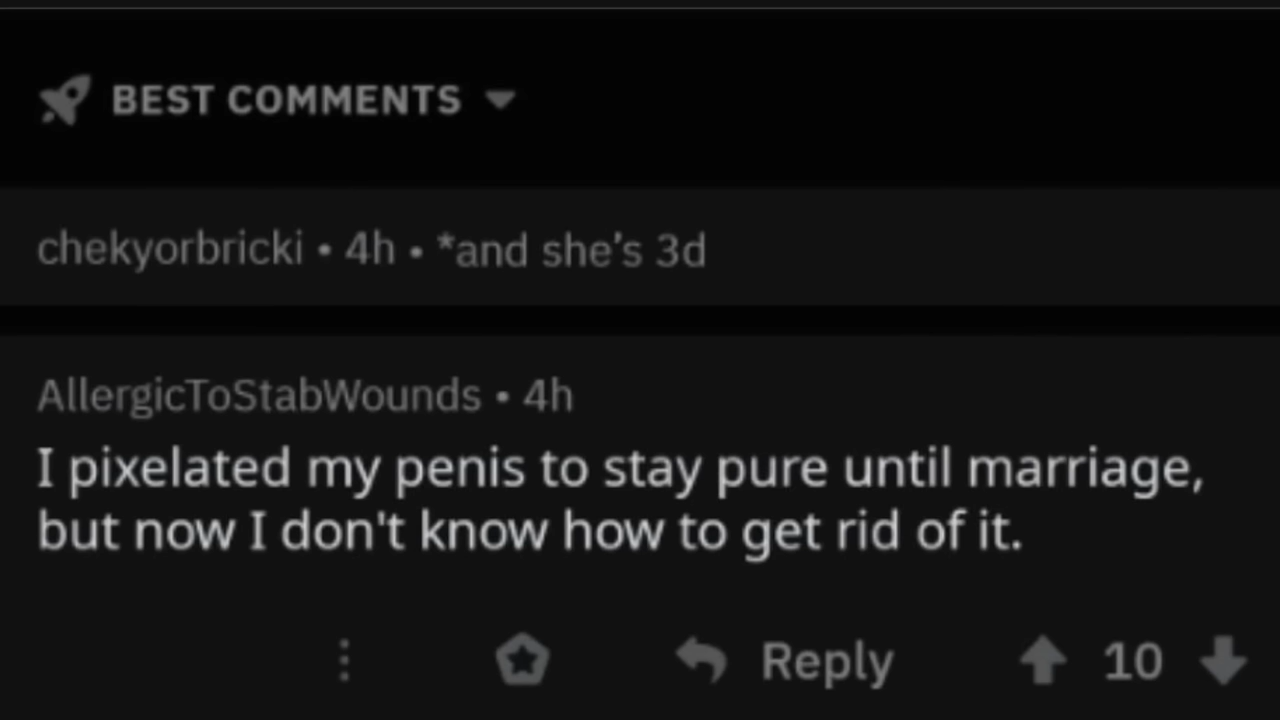 BEST COMMENTS
chekyorbricki • 4h • *and she's 3d
AllergicToStabWounds • 4h
I pixelated my penis to stay pure until marriage,
but now I don't know how to get rid of it.
Reply 10